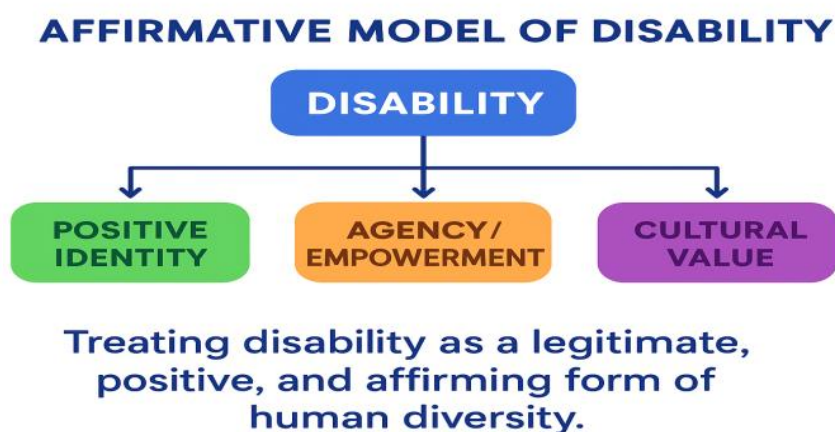 AFFIRMATIVE MODEL OF DISABILITY
DISABILITY
POSITIVE
IDENTITY
AGENCY/
EMPOWERMENT
CULTURAL
VALUE
Treating disability as a legitimate,
positive, and affirming form of
human diversity.